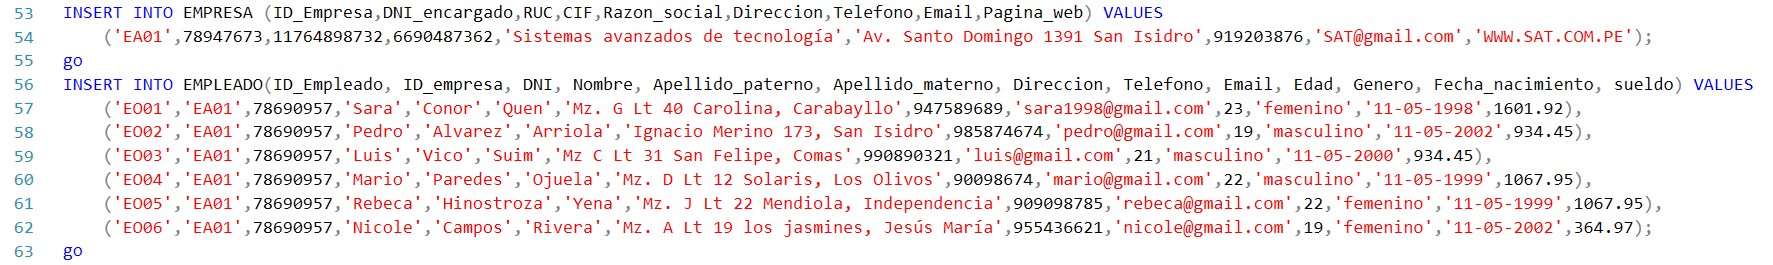 53 INSERT INTO EMPRESA (ID_Empresa,DNI_encargado,RUC,CIF,Razon_social,Direccion,Telefono,Email,Pagina_web) VALUES
54 ('EA01',78947673,11764898732,6690487362,'Sistemas avanzados de tecnología','Av. Santo Domingo 1391 San Isidro',919203876,'SAT@gmail.com','WWW.SAT.COM.PE');
55 go
56 INSERT INTO EMPLEADO(ID_Empleado, ID_empresa, DNI, Nombre, Apellido_paterno, Apellido_materno, Direccion, Telefono, Email, Edad, Genero, Fecha_nacimiento, sueldo) VALUES
57 ('EO01','EA01',78690957,'Sara','Conor','Quen','Mz. G Lt 40 Carolina, Carabayllo',947589689,'sara1998@gmail.com',23,'femenino','11-05-1998',1601.92),
58 ('EO02','EA01',78690957,'Pedro','Alvarez','Arriola','Ignacio Merino 173, San Isidro',985874674,'pedro@gmail.com',19,'masculino','11-05-2002',934.45),
59 ('EO03','EA01',78690957,'Luis','Vico','Suim','Mz C Lt 31 San Felipe, Comas',990890321,'luis@gmail.com',21,'masculino','11-05-2000',934.45),
60 ('EO04','EA01',78690957,'Mario','Paredes','Ojuela','Mz. D Lt 12 Solaris, Los Olivos',90098674,'mario@gmail.com',22,'masculino','11-05-1999',1067.95),
61 ('EO05','EA01',78690957,'Rebeca','Hinostroza','Yena','Mz. J Lt 22 Mendiola, Independencia',909098785,'rebeca@gmail.com',22,'femenino','11-05-1999',1067.95),
62 ('EO06','EA01',78690957,'Nicole','Campos','Rivera','Mz. A Lt 19 los jasmines, Jesús María',955436621,'nicole@gmail.com',19,'femenino','11-05-2002',364.97);
63 go